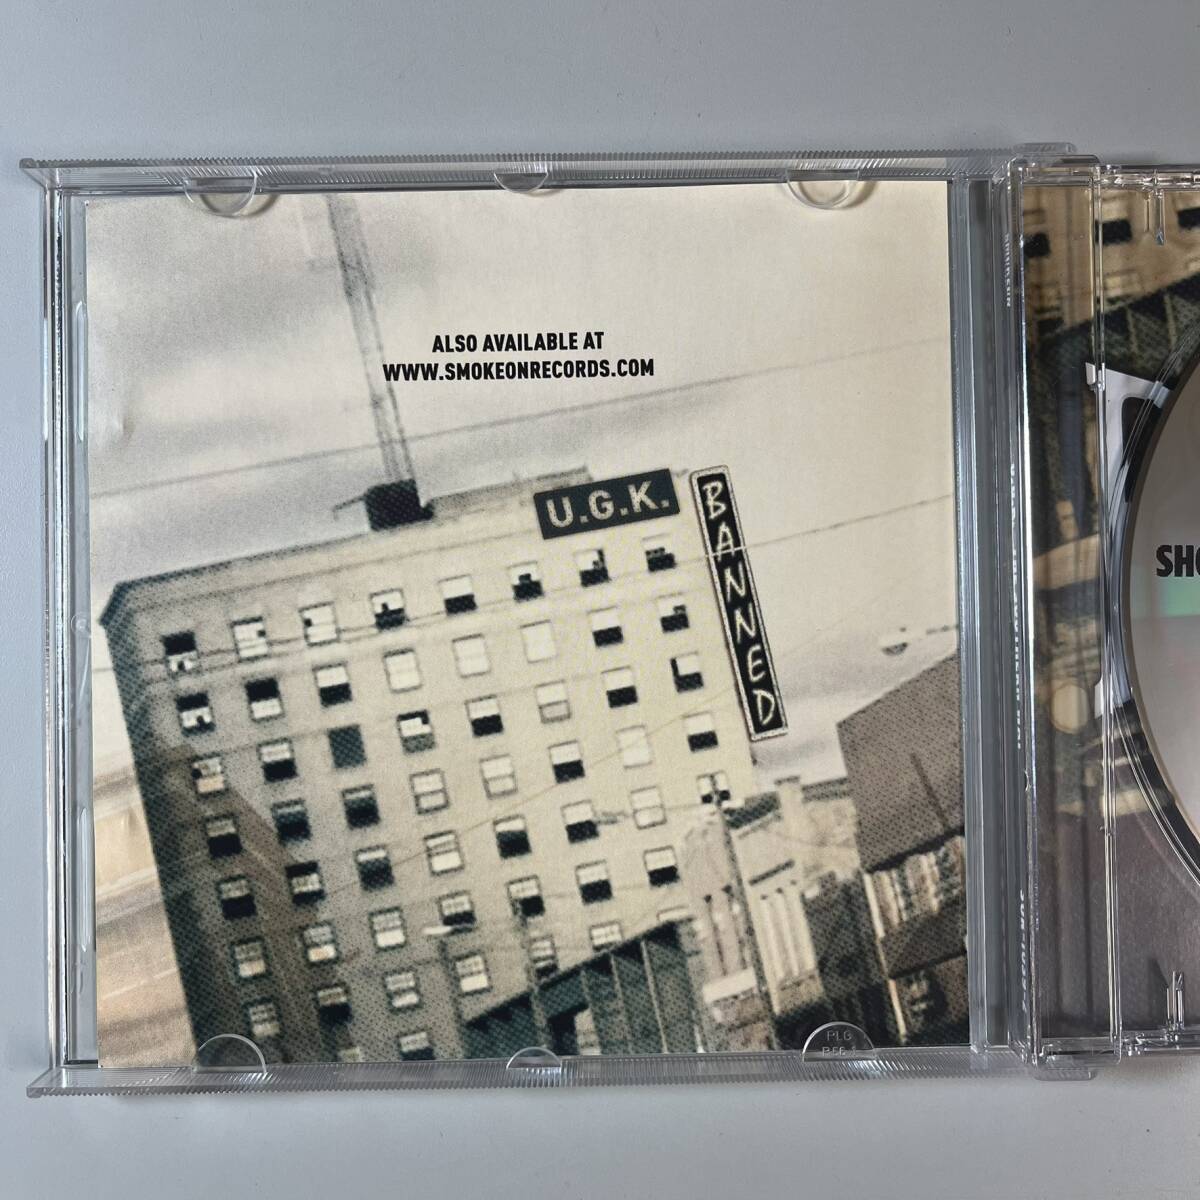 ALSO AVAILABLE AT
WWW.SMOKEONRECORDS.COM
U.G.K.
BANNED
SHO